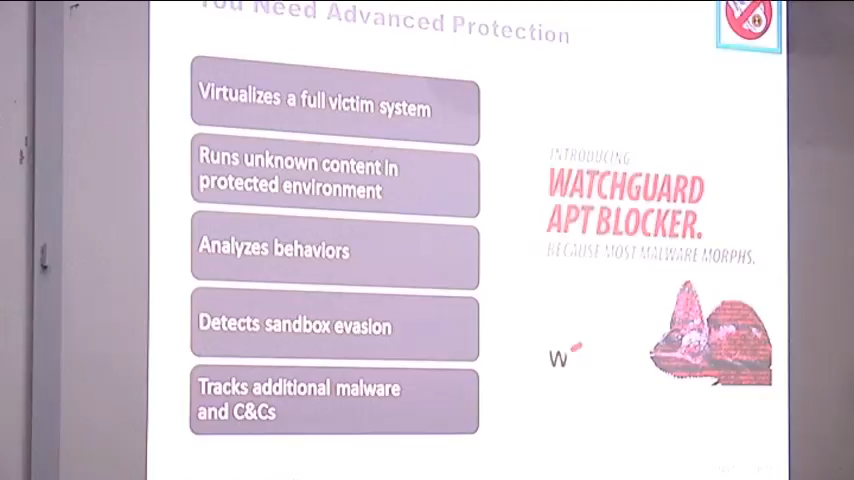 You Need Advanced Protection
Virtualizes a full victim system
Runs unknown content in
protected environment
Analyzes behaviors
Detects sandbox evasion
Tracks additional malware
and C&Cs
INTRODUCING
WATCHGUARD
APT BLOCKER.
BECAUSE MOST MALWARE MORPHS.
W